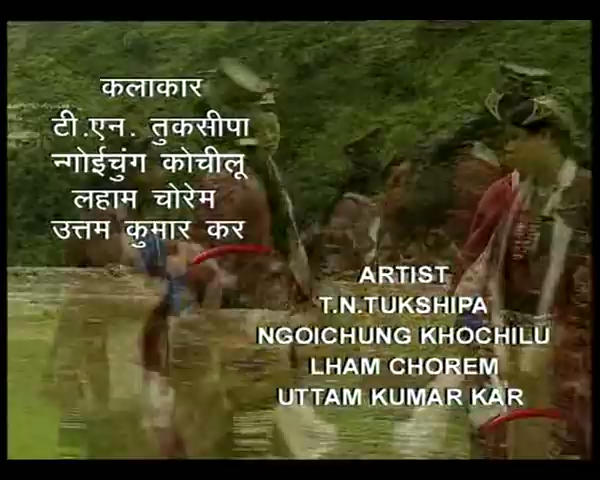 कलाकार
टी.एन. तुकसीपा
न्गोईचुंग कोचीलू
लहाम चोरेम
उत्तम कुमार कर
ARTIST
T.N.TUKSHIPA
NGOICHUNG KHOCHILU
LHAM CHOREM
UTTAM KUMAR KAR